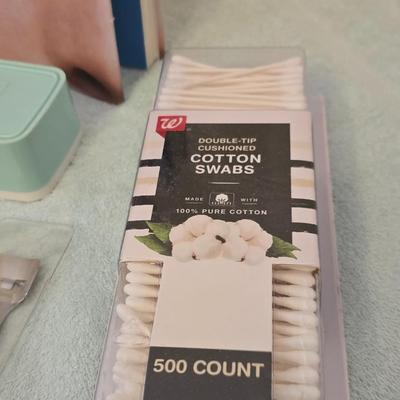 W
DOUBLE-TIP
CUSHIONED
COTTON
SWABS
MADE WITH
100% PURE COTTON
500 COUNT